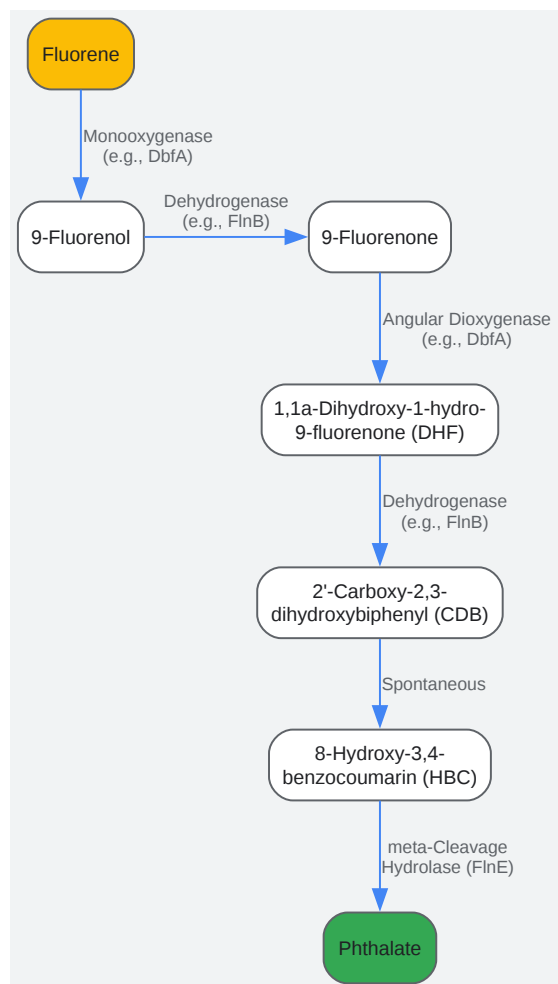 Fluorene
Monooxygenase
(e.g., DbfA)
9-Fluorenol
Dehydrogenase
(e.g., FlnB)
9-Fluorenone
Angular Dioxygenase
(e.g., DbfA)
1,1a-Dihydroxy-1-hydro-
9-fluorenone (DHF)
Dehydrogenase
(e.g., FlnB)
2'-Carboxy-2,3-
dihydroxybiphenyl (CDB)
Spontaneous
8-Hydroxy-3,4-
benzocoumarin (HBC)
meta-Cleavage
Hydrolase (FlnE)
Phthalate